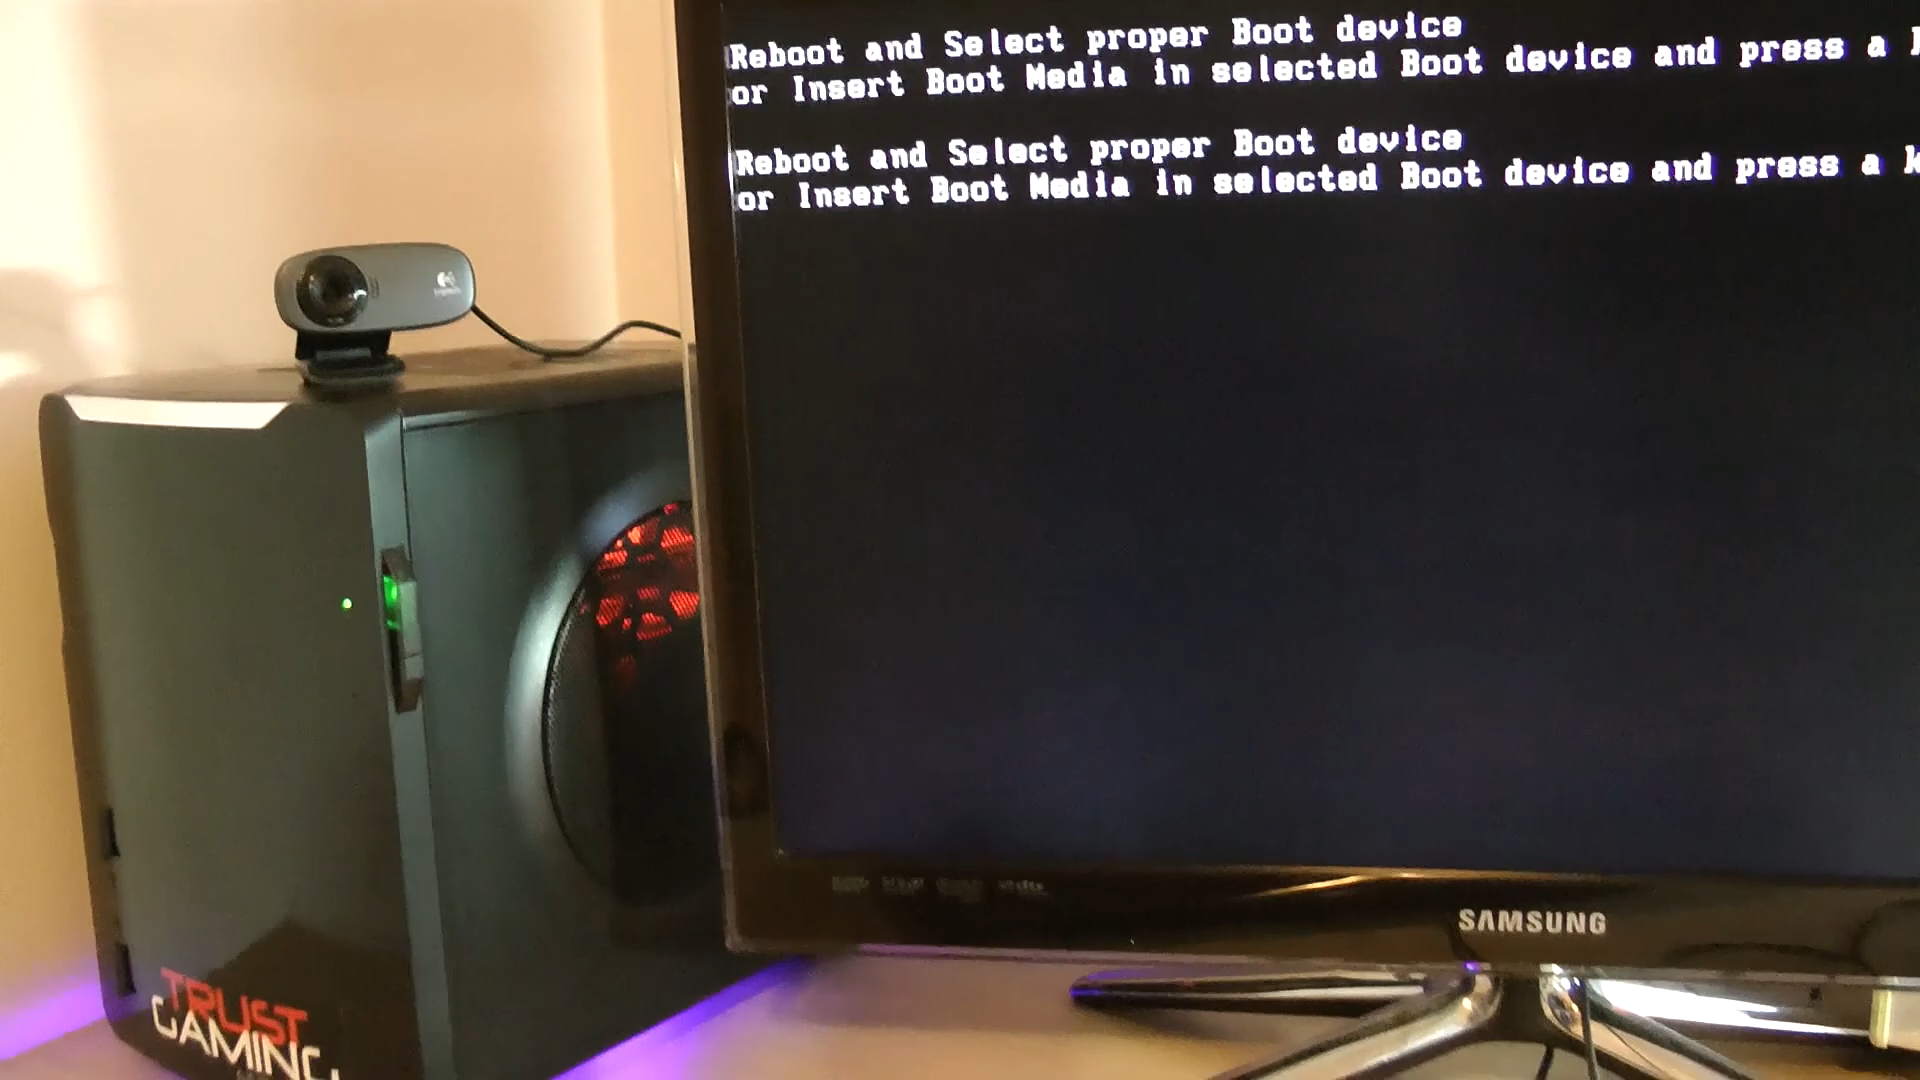 Reboot and Select proper Boot device
or Insert Boot Media in selected Boot device and press a
Reboot and Select proper Boot device
or Insert Boot Media in selected Boot device and press a k
SAMSUNG
TRUST
GAMING